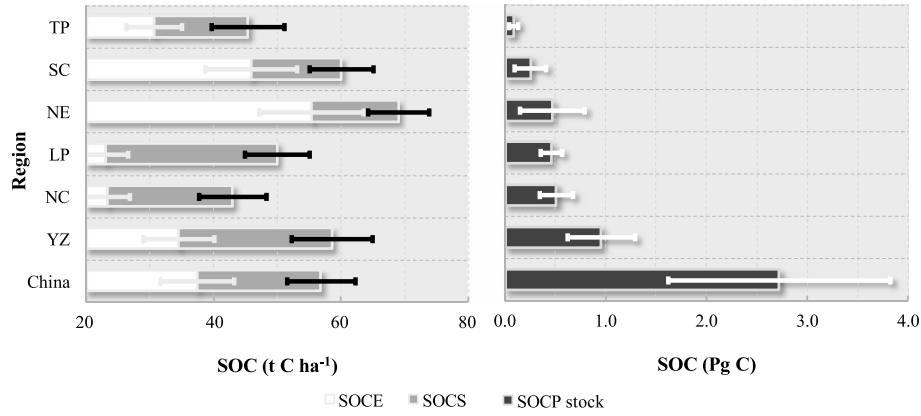 Region
TP
SC
NE
LP
NC
YZ
China
20 40 60 80
SOC (t C ha⁻¹)
0.0 1.0 2.0 3.0 4.0
SOC (Pg C)
SOCE SOCS SOCP stock